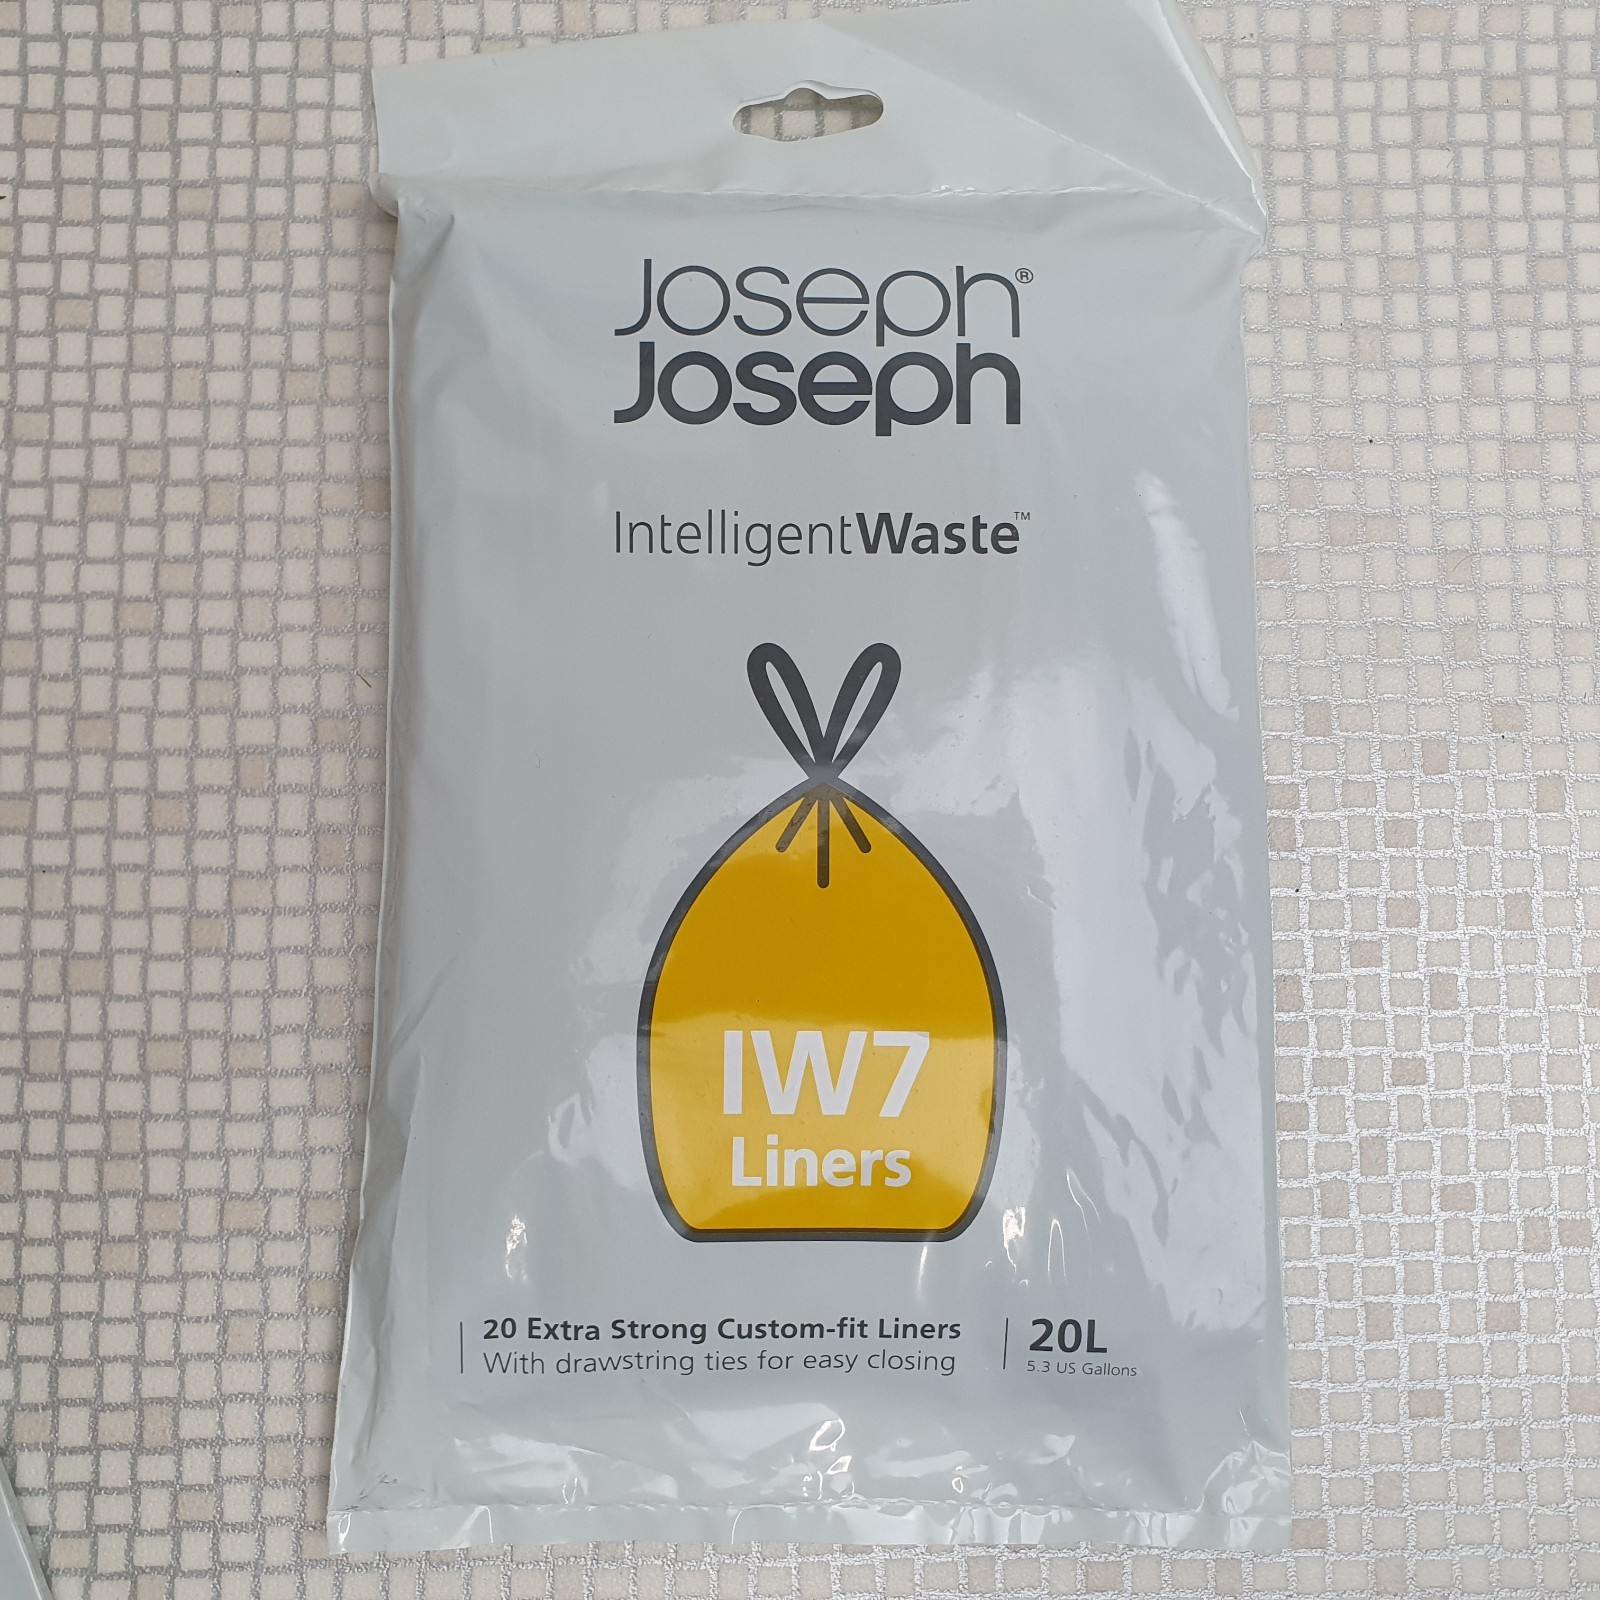 Joseph®
Joseph
IntelligentWaste™
IW7
Liners
20 Extra Strong Custom-fit Liners
With drawstring ties for easy closing
20L
5.3 US Gallons